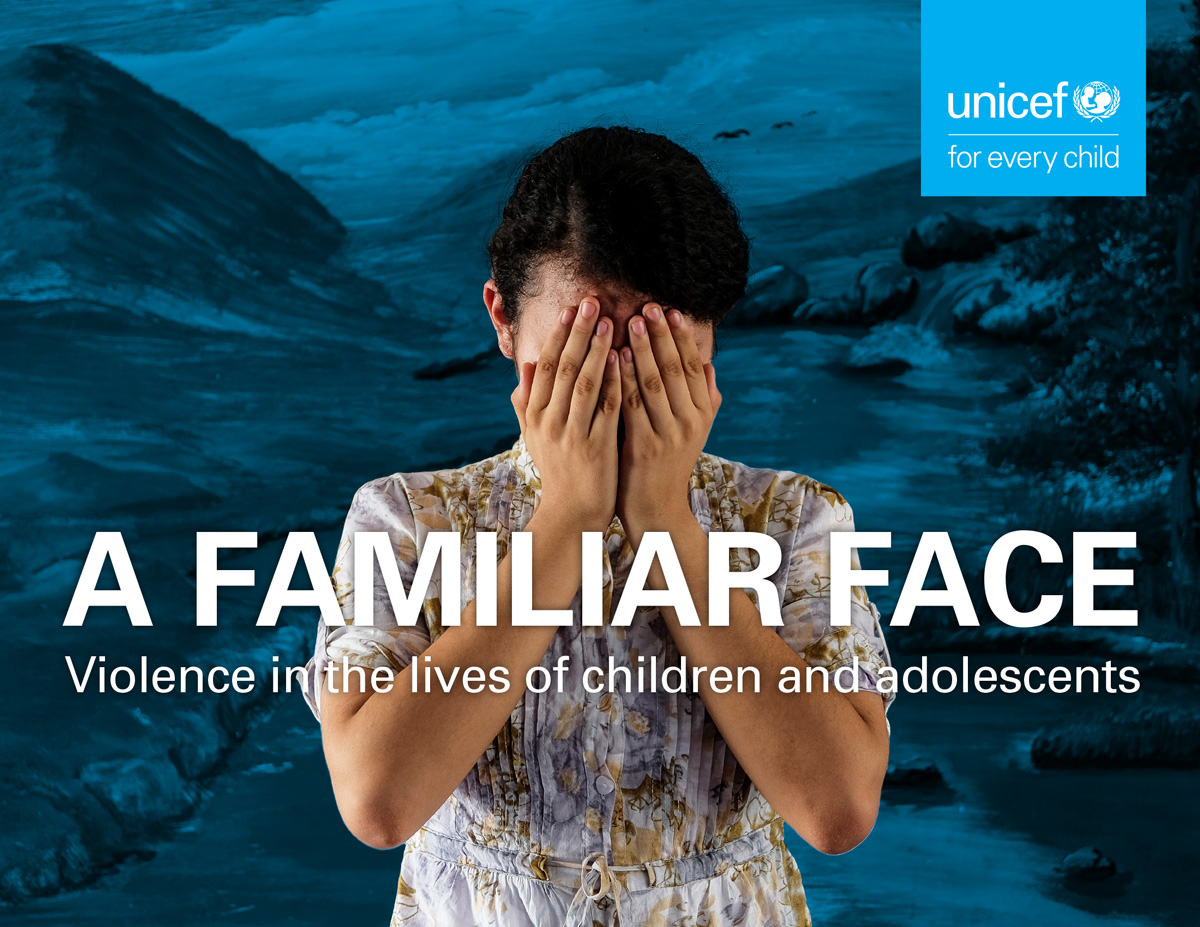 unicef
for every child
A FAMILIAR FACE
Violence in the lives of children and adolescents